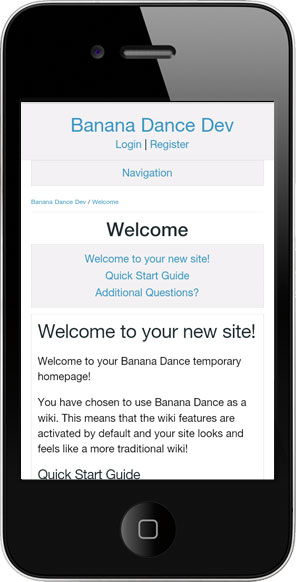 Banana Dance Dev
Login | Register
Navigation
Banana Dance Dev / Welcome
Welcome
Welcome to your new site!
Quick Start Guide
Additional Questions?
Welcome to your new site!
Welcome to your Banana Dance temporary
homepage!
You have chosen to use Banana Dance as a
wiki. This means that the wiki features are
activated by default and your site looks and
feels like a more traditional wiki!
Quick Start Guide